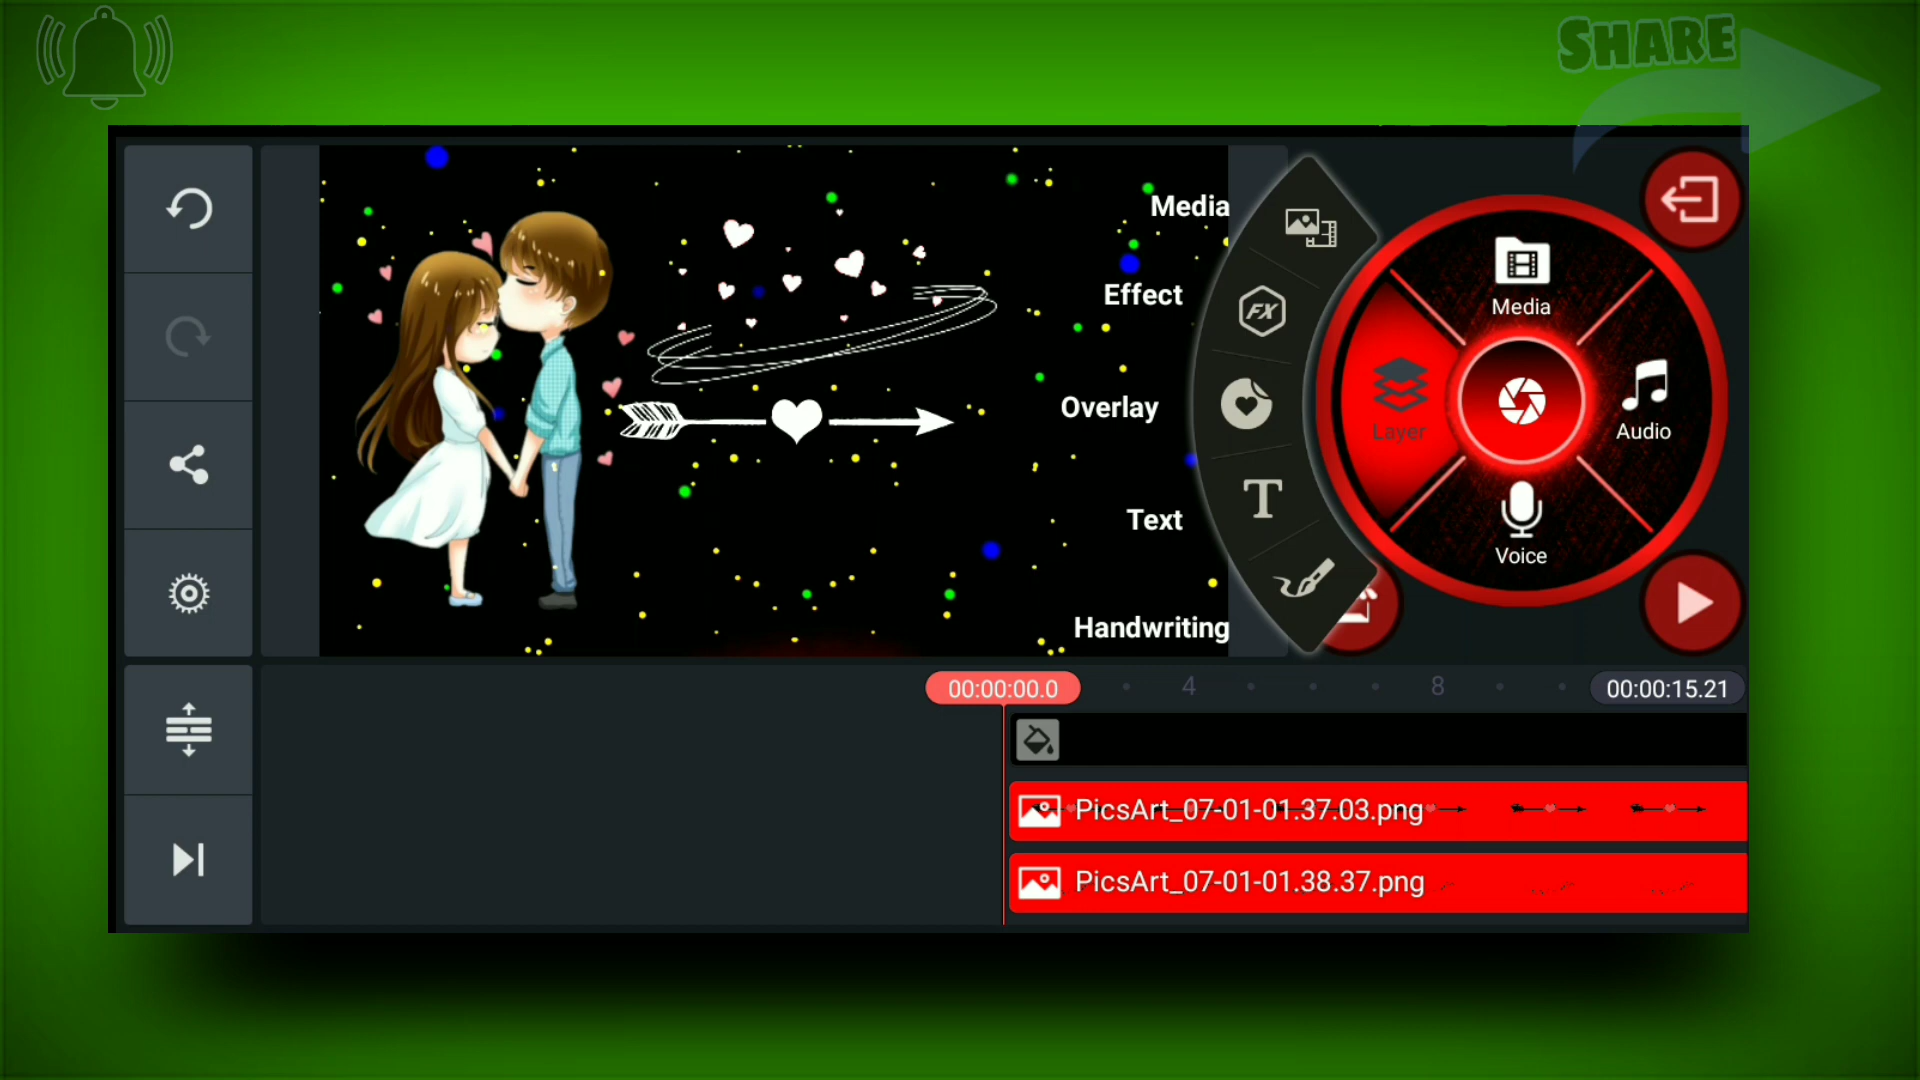 SHARE
Media
Effect
Overlay
Text
Handwriting
FX
T
Media
Layer
Audio
Voice
00:00:00.0
4
8
00:00:15.21
PicsArt_07-01-01.37.03.png
PicsArt_07-01-01.38.37.png